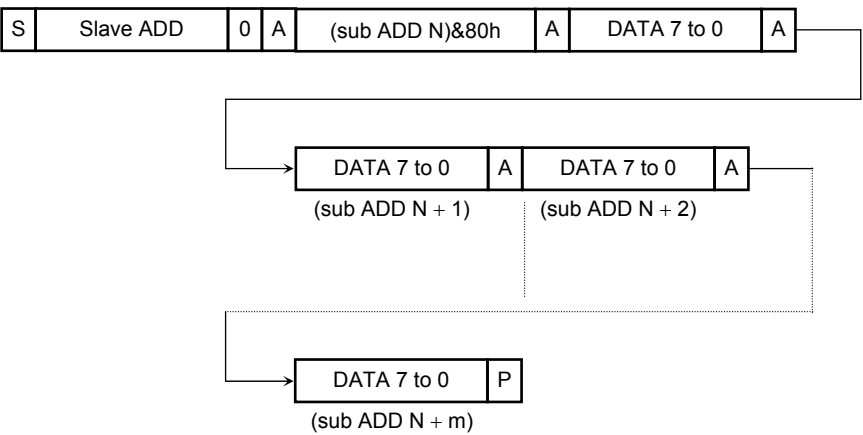 S Slave ADD 0 A (sub ADD N)&80h A DATA 7 to 0 A
DATA 7 to 0 A DATA 7 to 0 A
(sub ADD N + 1) (sub ADD N + 2)
DATA 7 to 0 P
(sub ADD N + m)